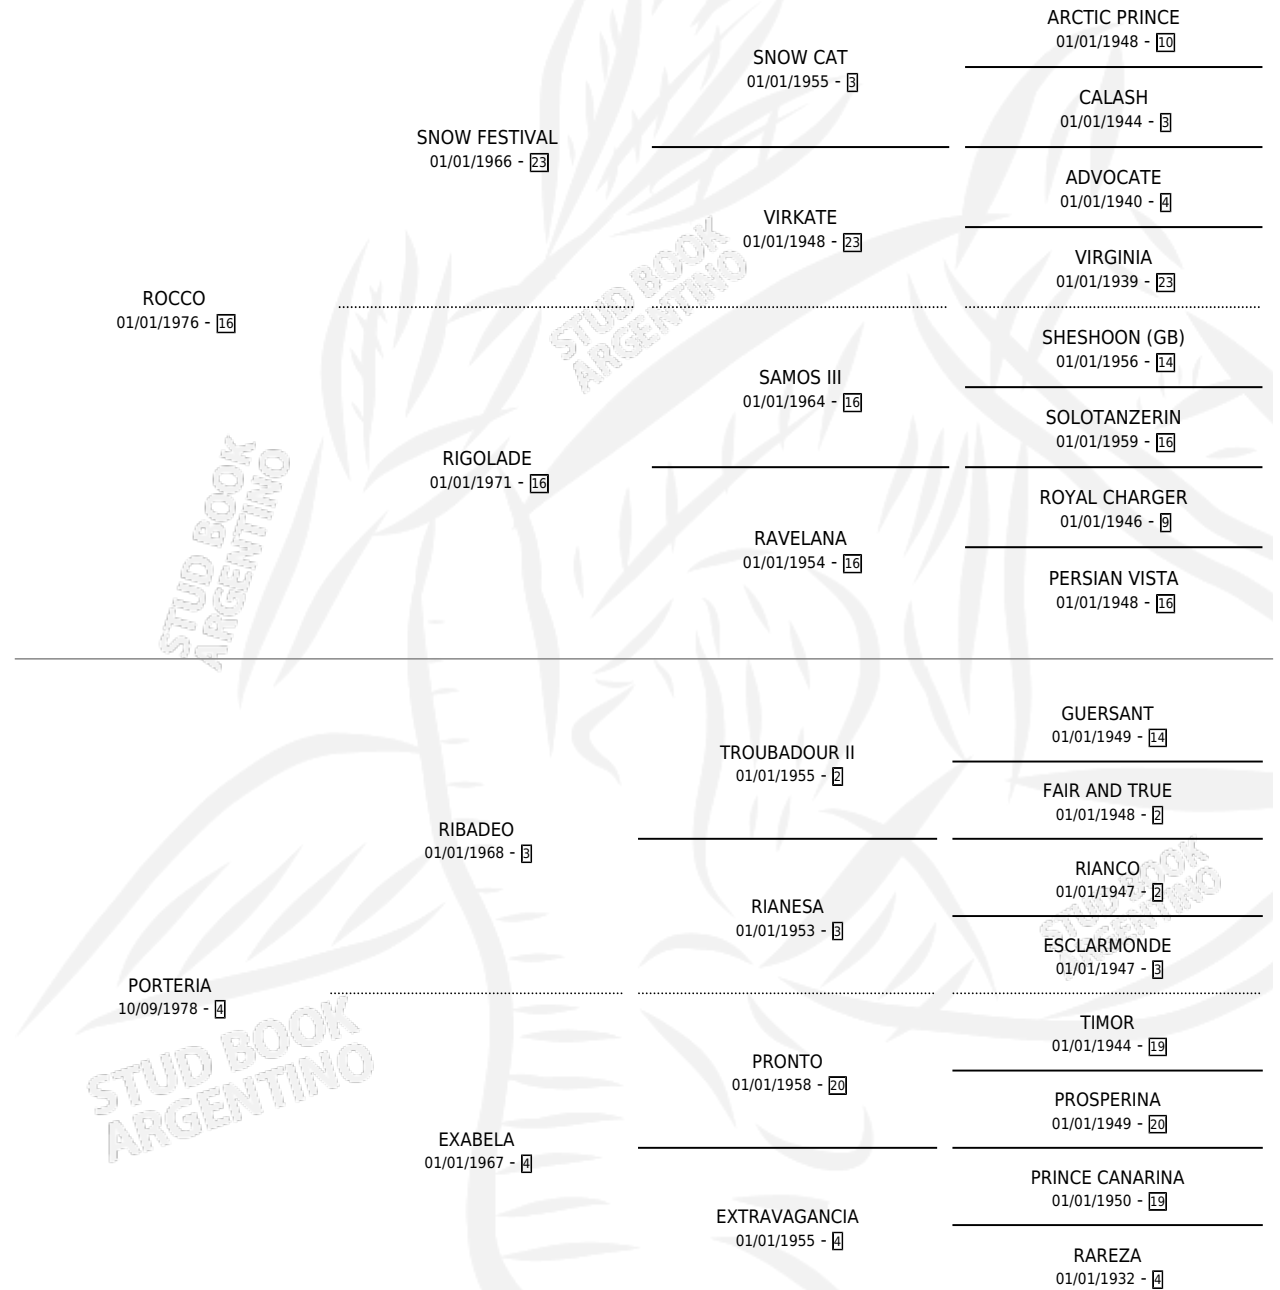 ARCTIC PRINCE
01/01/1948 - 10
SNOW CAT
01/01/1955 - 3
CALASH
01/01/1944 - 3
SNOW FESTIVAL
01/01/1966 - 23
ADVOCATE
01/01/1940 - 4
VIRKATE
01/01/1948 - 23
VIRGINIA
01/01/1939 - 23
ROCCO
01/01/1976 - 16
SHESHOON (GB)
01/01/1956 - 14
SAMOS III
01/01/1964 - 16
SOLOTANZERIN
01/01/1959 - 16
RIGOLADE
01/01/1971 - 16
ROYAL CHARGER
01/01/1946 - 9
RAVELANA
01/01/1954 - 16
PERSIAN VISTA
01/01/1948 - 16
STUD BOOK
ARGENTINO
STUD BOOK
ARGENTINO
GUERSANT
01/01/1949 - 14
TROUBADOUR II
01/01/1955 - 2
FAIR AND TRUE
01/01/1948 - 2
RIBADEO
01/01/1968 - 3
RIANCO
01/01/1947 - 2
RIANESA
01/01/1953 - 3
ESCLARMONDE
01/01/1947 - 3
PORTERIA
10/09/1978 - 4
TIMOR
01/01/1944 - 19
PRONTO
01/01/1958 - 20
PROSPERINA
01/01/1949 - 20
EXABELA
01/01/1967 - 4
PRINCE CANARINA
01/01/1950 - 19
EXTRAVAGANCIA
01/01/1955 - 4
RAREZA
01/01/1932 - 4
STUD BOOK
ARGENTINO
STUD BOOK
ARGENTINO